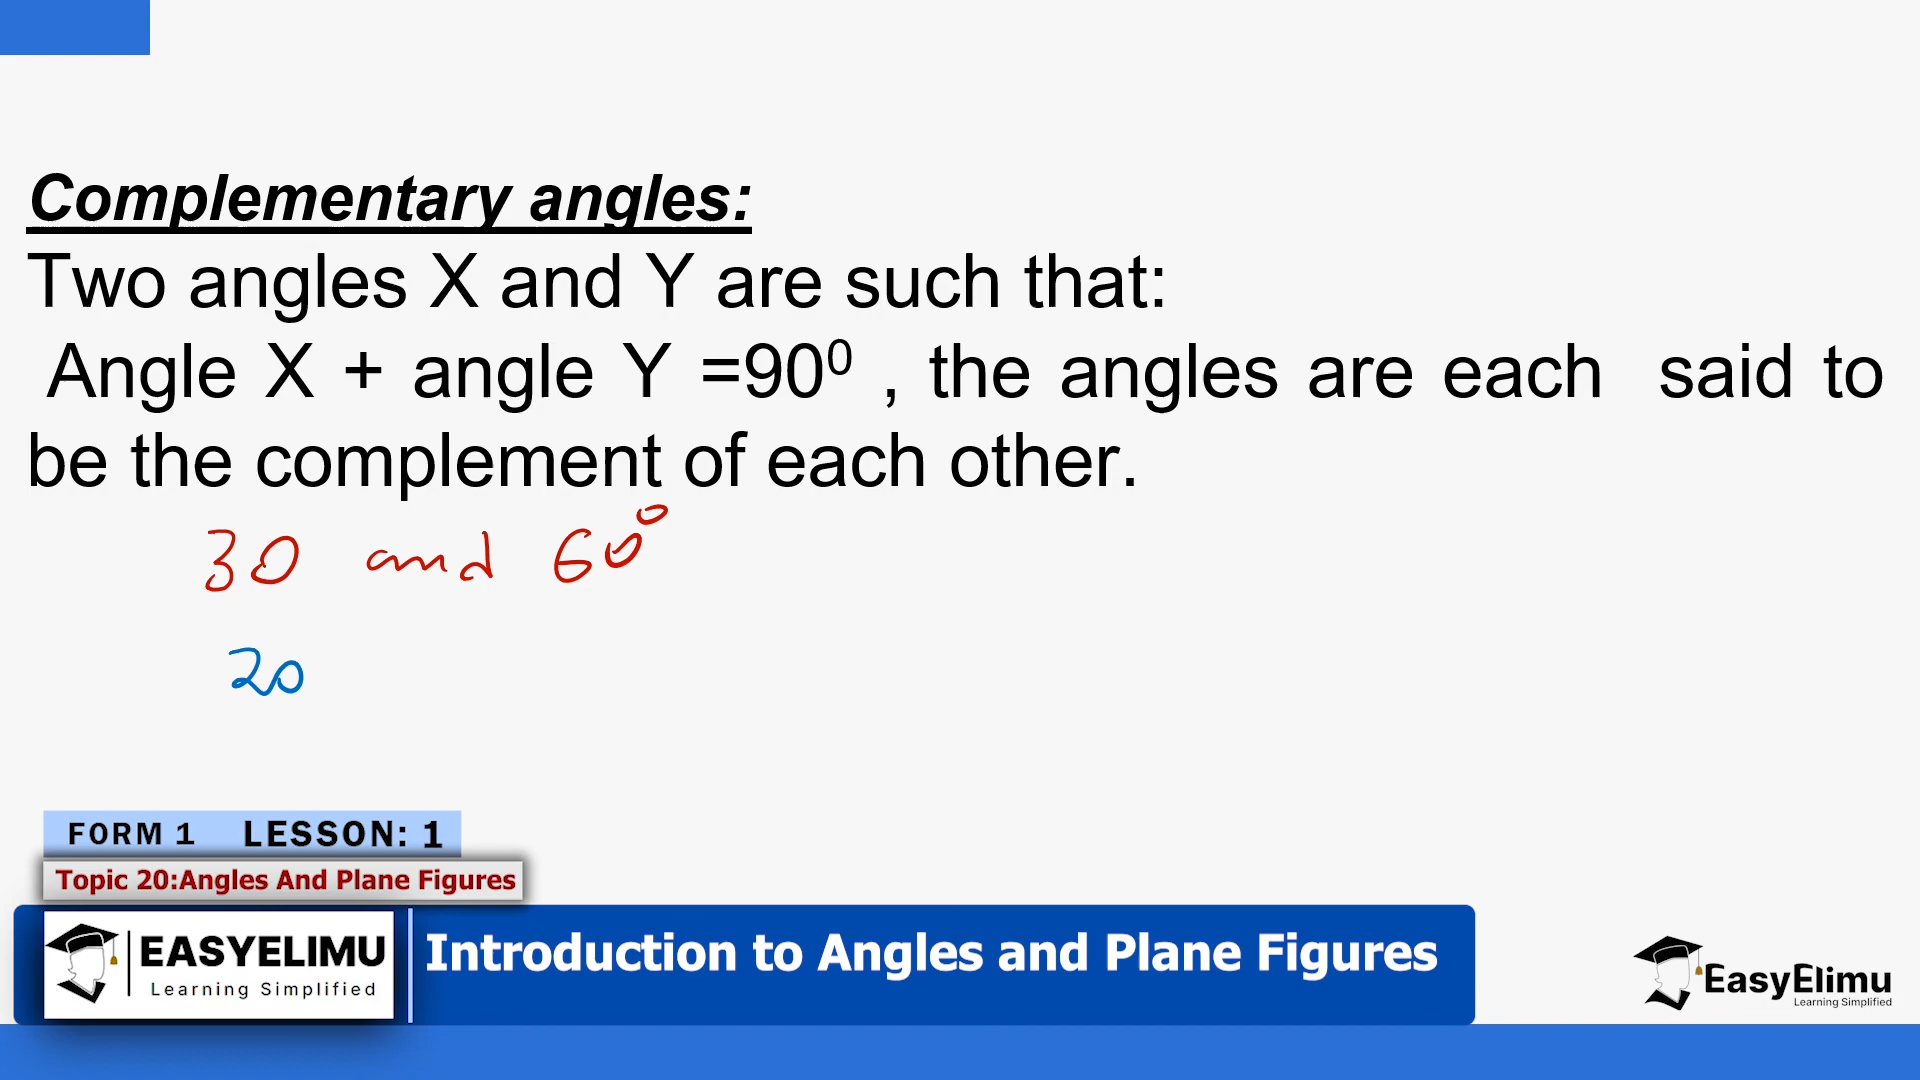 Complementary angles:
Two angles X and Y are such that:
Angle X + angle Y =90⁰ , the angles are each said to
be the complement of each other.
30 and 60°
20
FORM 1 LESSON: 1
Topic 20:Angles And Plane Figures
EASYELIMU
Learning Simplified
Introduction to Angles and Plane Figures
EasyElimu
Learning Simplified